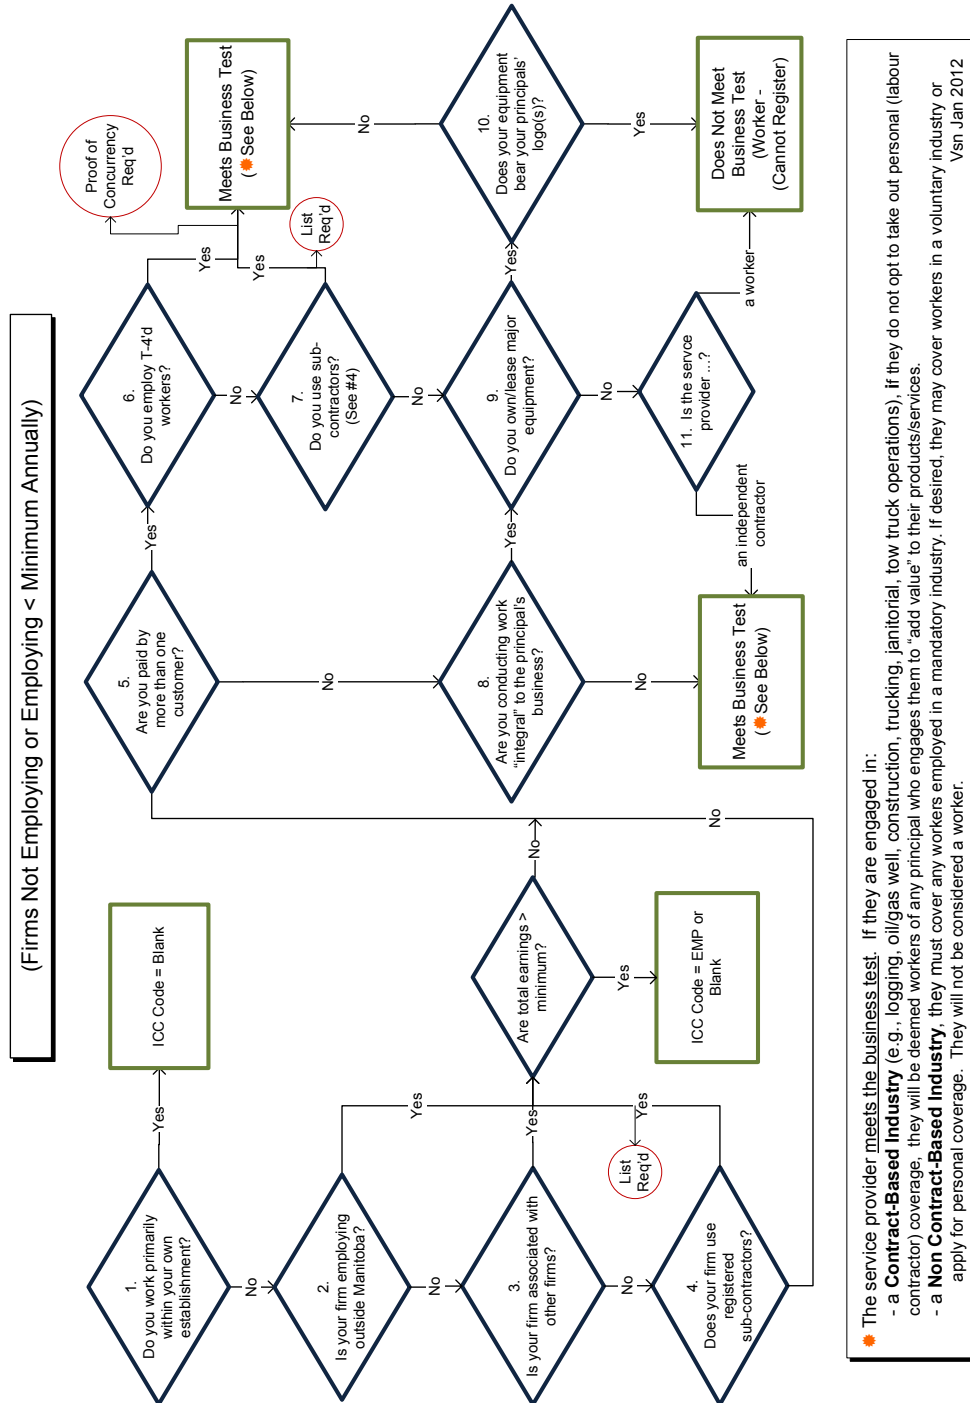 (Firms Not Employing or Employing < Minimum Annually)
1.
Do you work primarily
within your own
establishment?
Yes
ICC Code = Blank
No
2.
Is your firm employing
outside Manitoba?
Yes
No
3.
Is your firm associated with
other firms?
Yes
No
4.
Does your firm use
registered
sub-contractors?
Yes
List
Req'd
No
Are total earnings >
minimum?
Yes
ICC Code = EMP or
Blank
No
5.
Are you paid by
more than one
customer?
Yes
No
6.
Do you employ T-4'd
workers?
Yes
No
Proof of
Concurrency
Req'd
7.
Do you use sub-
contractors?
(See #4)
Yes
List
Req'd
No
Meets Business Test
(✹ See Below)
8.
Are you conducting work
“integral” to the principal's
business?
Yes
No
Meets Business Test
(✹ See Below)
9.
Do you own/lease major
equipment?
Yes
No
10.
Does your equipment
bear your principals'
logo(s)?
No
Yes
Does Not Meet
Business Test
(Worker -
(Cannot Register)
11. Is the servce
provider ...?
an independent
contractor
a worker
✹ The service provider meets the business test. If they are engaged in:
- a Contract-Based Industry (e.g., logging, oil/gas well, construction, trucking, janitorial, tow truck operations), if they do not opt to take out personal (labour
contractor) coverage, they will be deemed workers of any principal who engages them to “add value” to their products/services.
- a Non Contract-Based Industry, they must cover any workers employed in a mandatory industry. If desired, they may cover workers in a voluntary industry or
apply for personal coverage. They will not be considered a worker.
Vsn Jan 2012